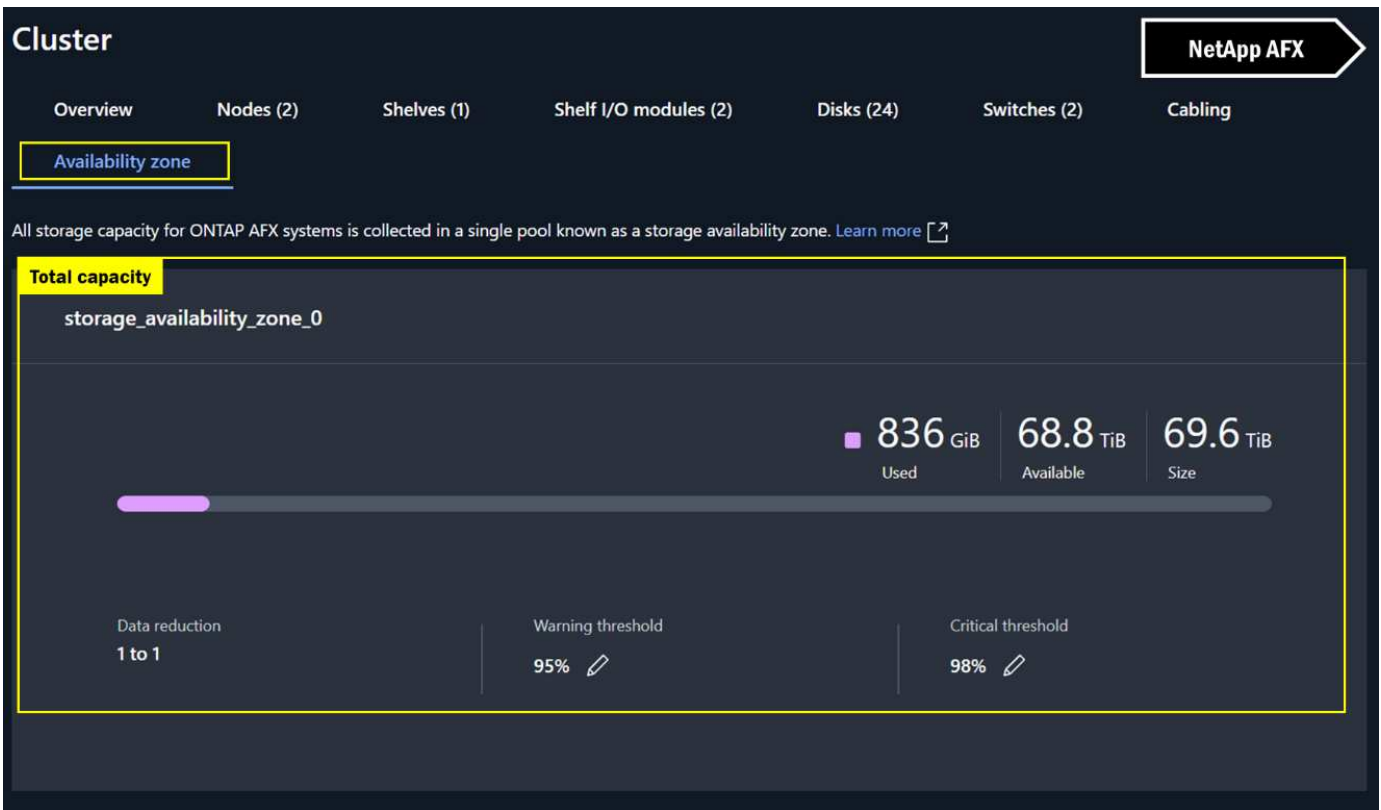 Cluster
NetApp AFX
Overview Nodes (2) Shelves (1) Shelf I/O modules (2) Disks (24) Switches (2) Cabling
Availability zone
All storage capacity for ONTAP AFX systems is collected in a single pool known as a storage availability zone. Learn more
Total capacity
storage_availability_zone_0
836 GiB 68.8 TiB 69.6 TiB
Used Available Size
Data reduction Warning threshold Critical threshold
1 to 1 95% 98%